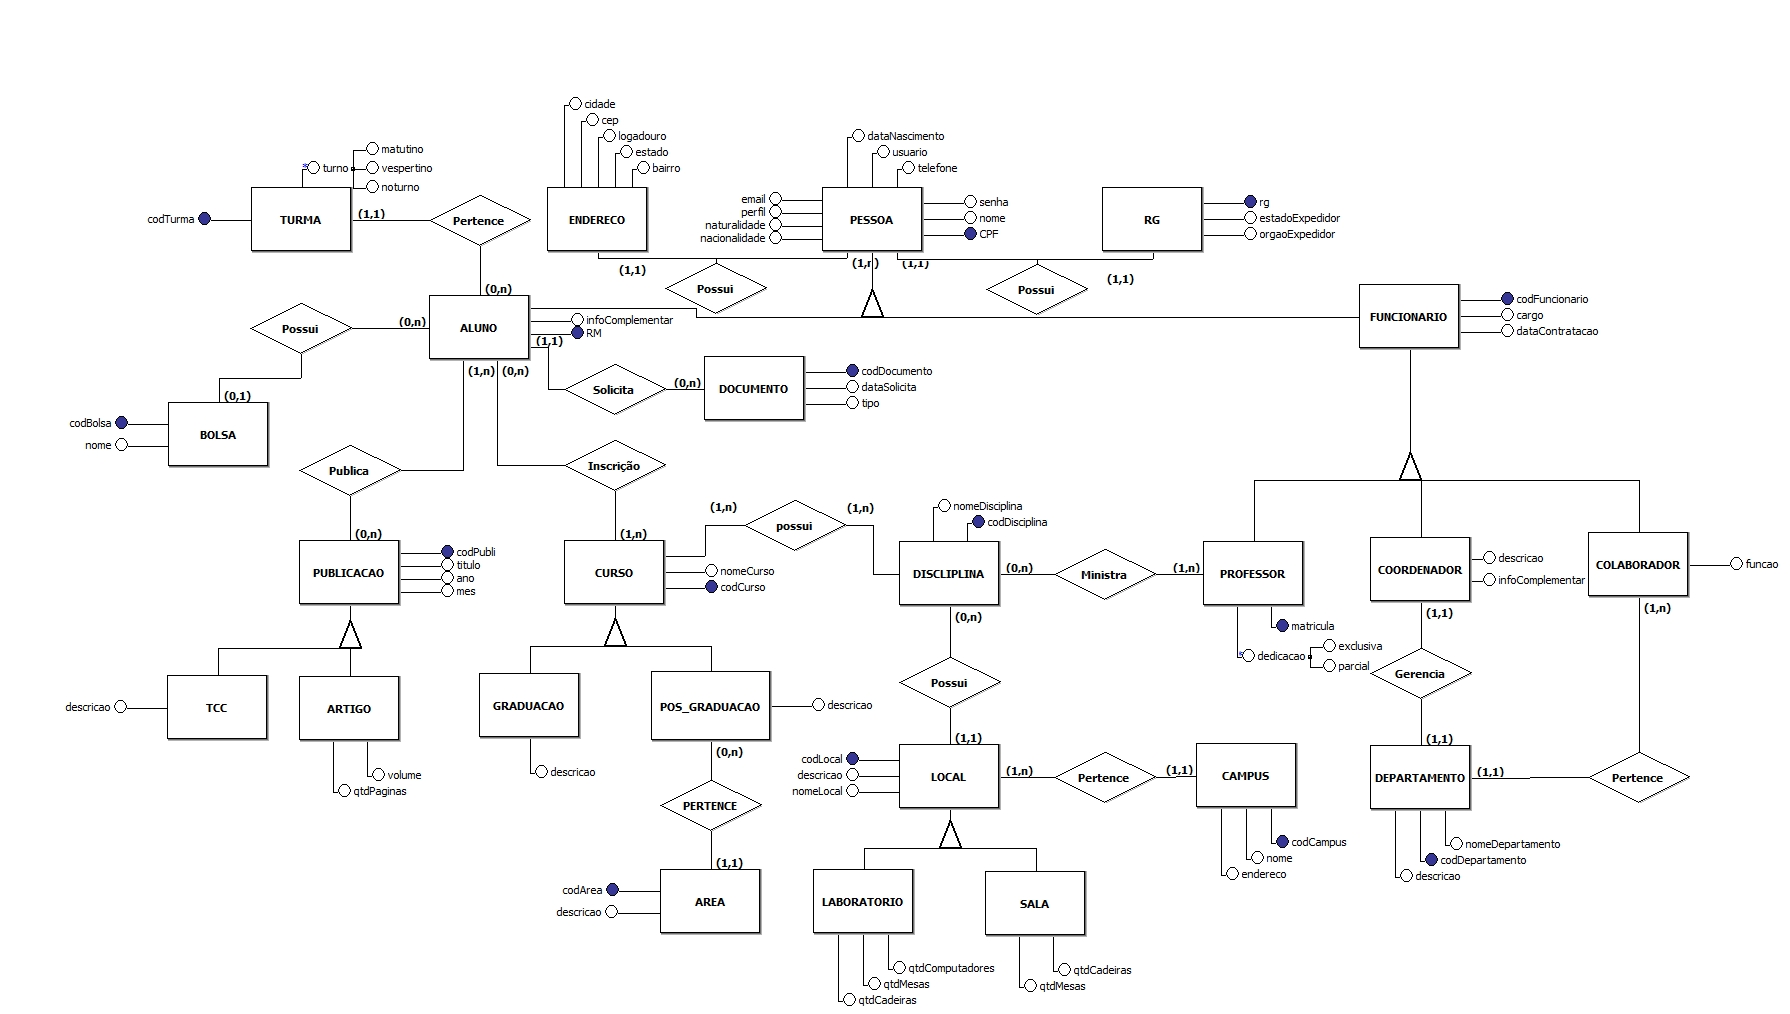 cidade
cep
logadouro
estado
bairro
dataNascimento
usuario
telefone
matutino
* turno
vespertino
noturno
codTurma
TURMA
(1,1)
Pertence
ENDERECO
email
perfil
naturalidade
nacionalidade
PESSOA
senha
nome
CPF
RG
rg
estadoExpedidor
orgaoExpedidor
(1,1)
Possui
(1,n)
(1,1)
Possui
(1,1)
(0,n)
Possui
(0,n)
ALUNO
infoComplementar
RM
(1,1)
FUNCIONARIO
codFuncionario
cargo
dataContratacao
(1,n)
(0,n)
Solicita
(0,n)
DOCUMENTO
codDocumento
dataSolicita
tipo
(0,1)
codBolsa
nome
BOLSA
Publica
Inscrição
(1,n)
possui
(1,n)
nomeDisciplina
codDisciplina
(0,n)
PUBLICACAO
codPubli
titulo
ano
mes
(1,n)
CURSO
nomeCurso
codCurso
DISCLIPLINA
(0,n)
Ministra
(1,n)
PROFESSOR
COORDENADOR
descricao
infoComplementar
COLABORADOR
funcao
(0,n)
matricula
* dedicacao
exclusiva
parcial
(1,1)
(1,n)
Gerencia
descricao
TCC
ARTIGO
volume
qtdPaginas
GRADUACAO
descricao
POS_GRADUACAO
descricao
(0,n)
PERTENCE
(1,1)
codArea
descricao
AREA
Possui
(1,1)
codLocal
descricao
nomeLocal
LOCAL
(1,n)
Pertence
(1,1)
CAMPUS
codCampus
nome
endereco
(1,1)
DEPARTAMENTO
(1,1)
Pertence
nomeDepartamento
codDepartamento
descricao
LABORATORIO
SALA
qtdComputadores
qtdMesas
qtdCadeiras
qtdCadeiras
qtdMesas